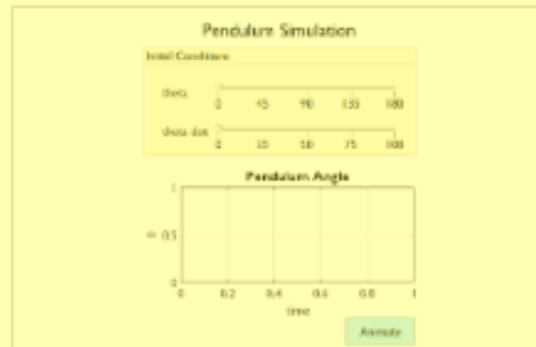 Pendulum Simulation
Initial Conditions
theta
0 45 90 135 180
theta dot
0 25 50 75 100
Pendulum Angle
1
0.5
0
0 0.2 0.4 0.6 0.8 1
time
Animate